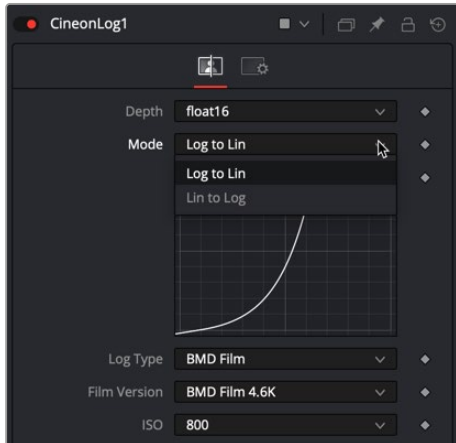 CineonLog1
Depth float16
Mode Log to Lin
Log to Lin
Lin to Log
Log Type BMD Film
Film Version BMD Film 4.6K
ISO 800